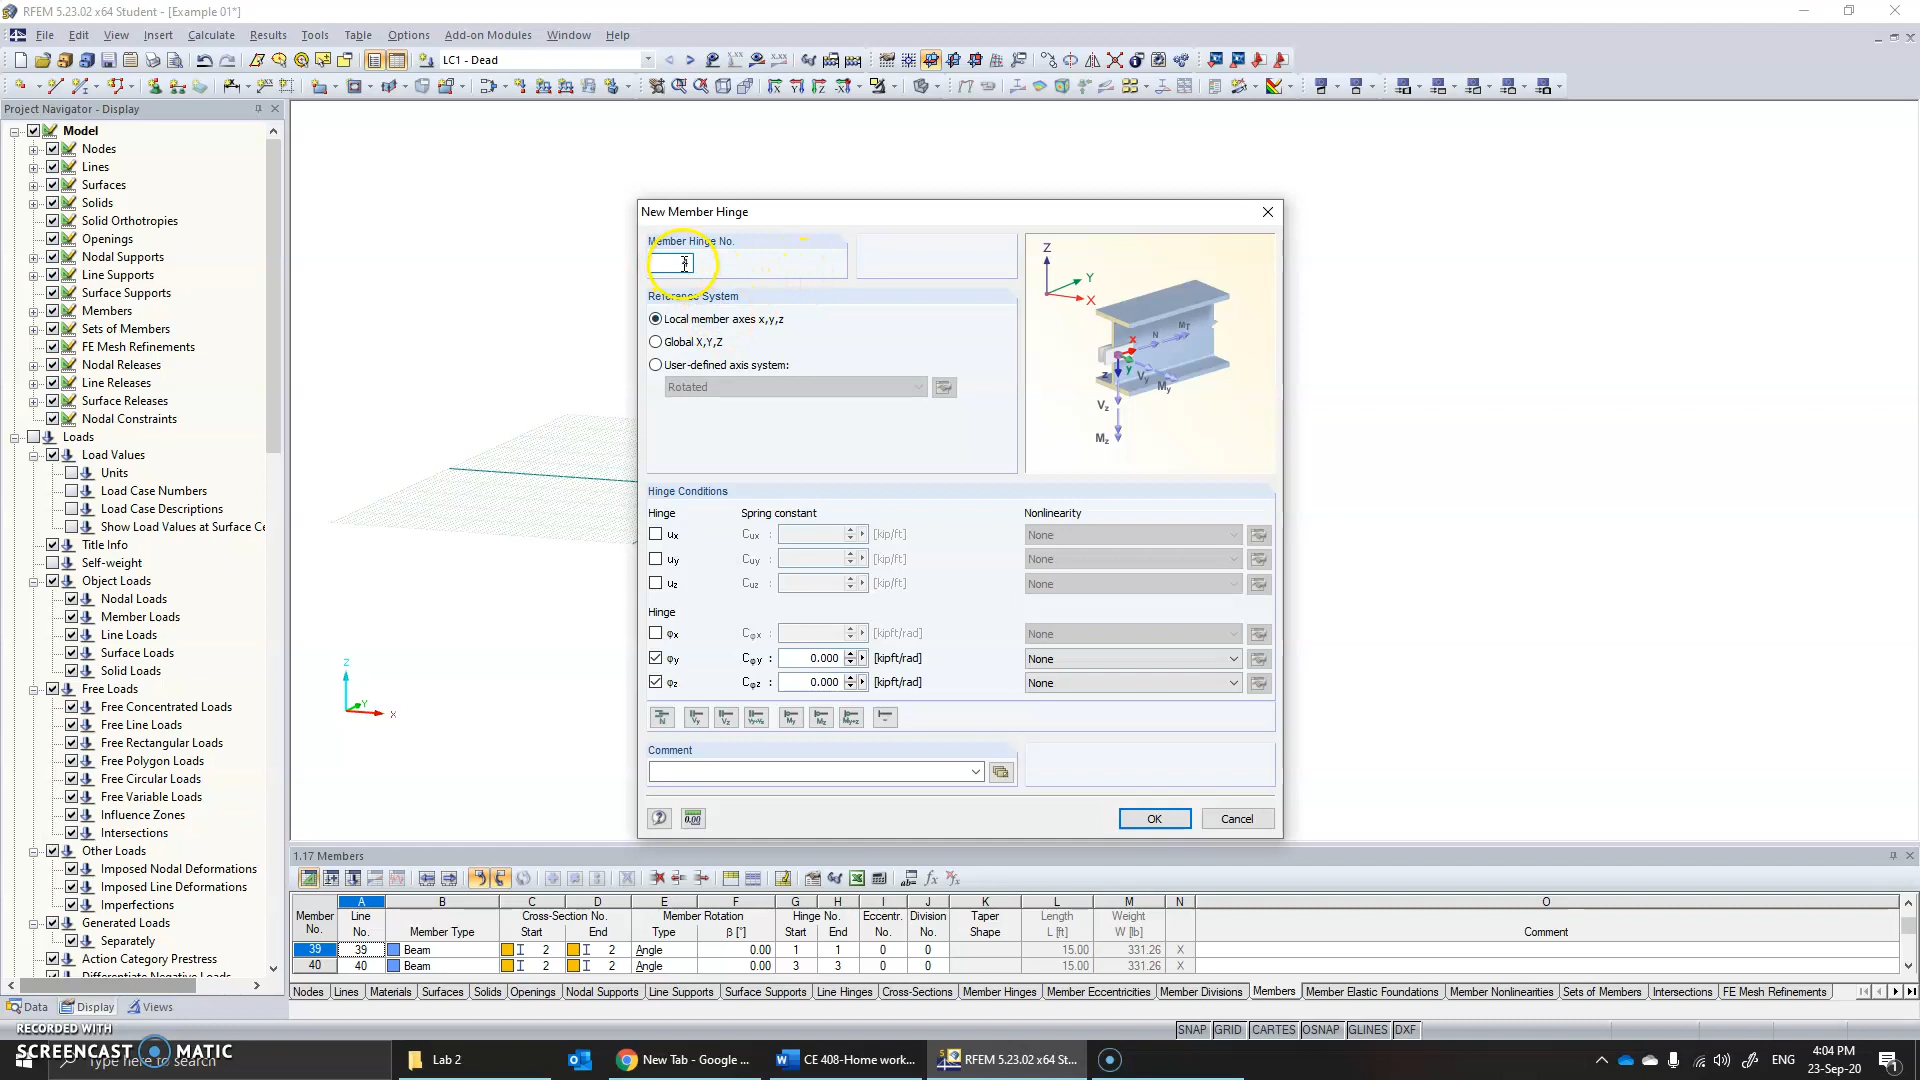 RFEM 5.23.02 x64 Student - [Example 01*]
File Edit View Insert Calculate Results Tools Table Options Add-on Modules Window Help
LC1 - Dead
Project Navigator - Display
Model
Nodes
Lines
Surfaces
Solids
Solid Orthotropies
Openings
Nodal Supports
Line Supports
Surface Supports
Members
Sets of Members
FE Mesh Refinements
Nodal Releases
Line Releases
Surface Releases
Nodal Constraints
Loads
Load Values
Units
Load Case Numbers
Load Case Descriptions
Show Load Values at Surface Ce
Title Info
Self-weight
Object Loads
Nodal Loads
Member Loads
Line Loads
Surface Loads
Solid Loads
Free Loads
Free Concentrated Loads
Free Line Loads
Free Rectangular Loads
Free Polygon Loads
Free Circular Loads
Free Variable Loads
Influence Zones
Intersections
Other Loads
Imposed Nodal Deformations
Imposed Line Deformations
Imperfections
Generated Loads
Separately
Action Category Prestress
Differentiate Negative Loads
Data Display Views
Z
Y
X
New Member Hinge
Member Hinge No.
Reference System
Local member axes x,y,z
Global X,Y,Z
User-defined axis system:
Rotated
Z
Y
X
MT
N
x
y
z
Vy
My
Vz
Mz
Hinge Conditions
Hinge Spring constant Nonlinearity
ux Cux : [kip/ft] None
uy Cuy : [kip/ft] None
uz Cuz : [kip/ft] None
Hinge
φx Cφx : [kipft/rad] None
φy Cφy : 0.000 [kipft/rad] None
φz Cφz : 0.000 [kipft/rad] None
N Vy Vz Vy+Vz My Mz My+z
Comment
0.00
OK Cancel
1.17 Members
A B C D E F G H I J K L M N O
Member Line Cross-Section No. Member Rotation Hinge No. Eccentr. Division Taper Length Weight
No. No. Member Type Start End Type β [°] Start End No. No. Shape L [ft] W [lb] Comment
39 39 Beam 2 2 Angle 0.00 1 1 0 0 15.00 331.26 X
40 40 Beam 2 2 Angle 0.00 3 3 0 0 15.00 331.26 X
Nodes Lines Materials Surfaces Solids Openings Nodal Supports Line Supports Surface Supports Line Hinges Cross-Sections Member Hinges Member Eccentricities Member Divisions Members Member Elastic Foundations Member Nonlinearities Sets of Members Intersections FE Mesh Refinements
SNAP GRID CARTES OSNAP GLINES DXF
RECORDED WITH
SCREENCAST MATIC
Type here to search
Lab 2
New Tab - Google ...
CE 408-Home work...
RFEM 5.23.02 x64 St...
ENG
4:04 PM
23-Sep-20
1